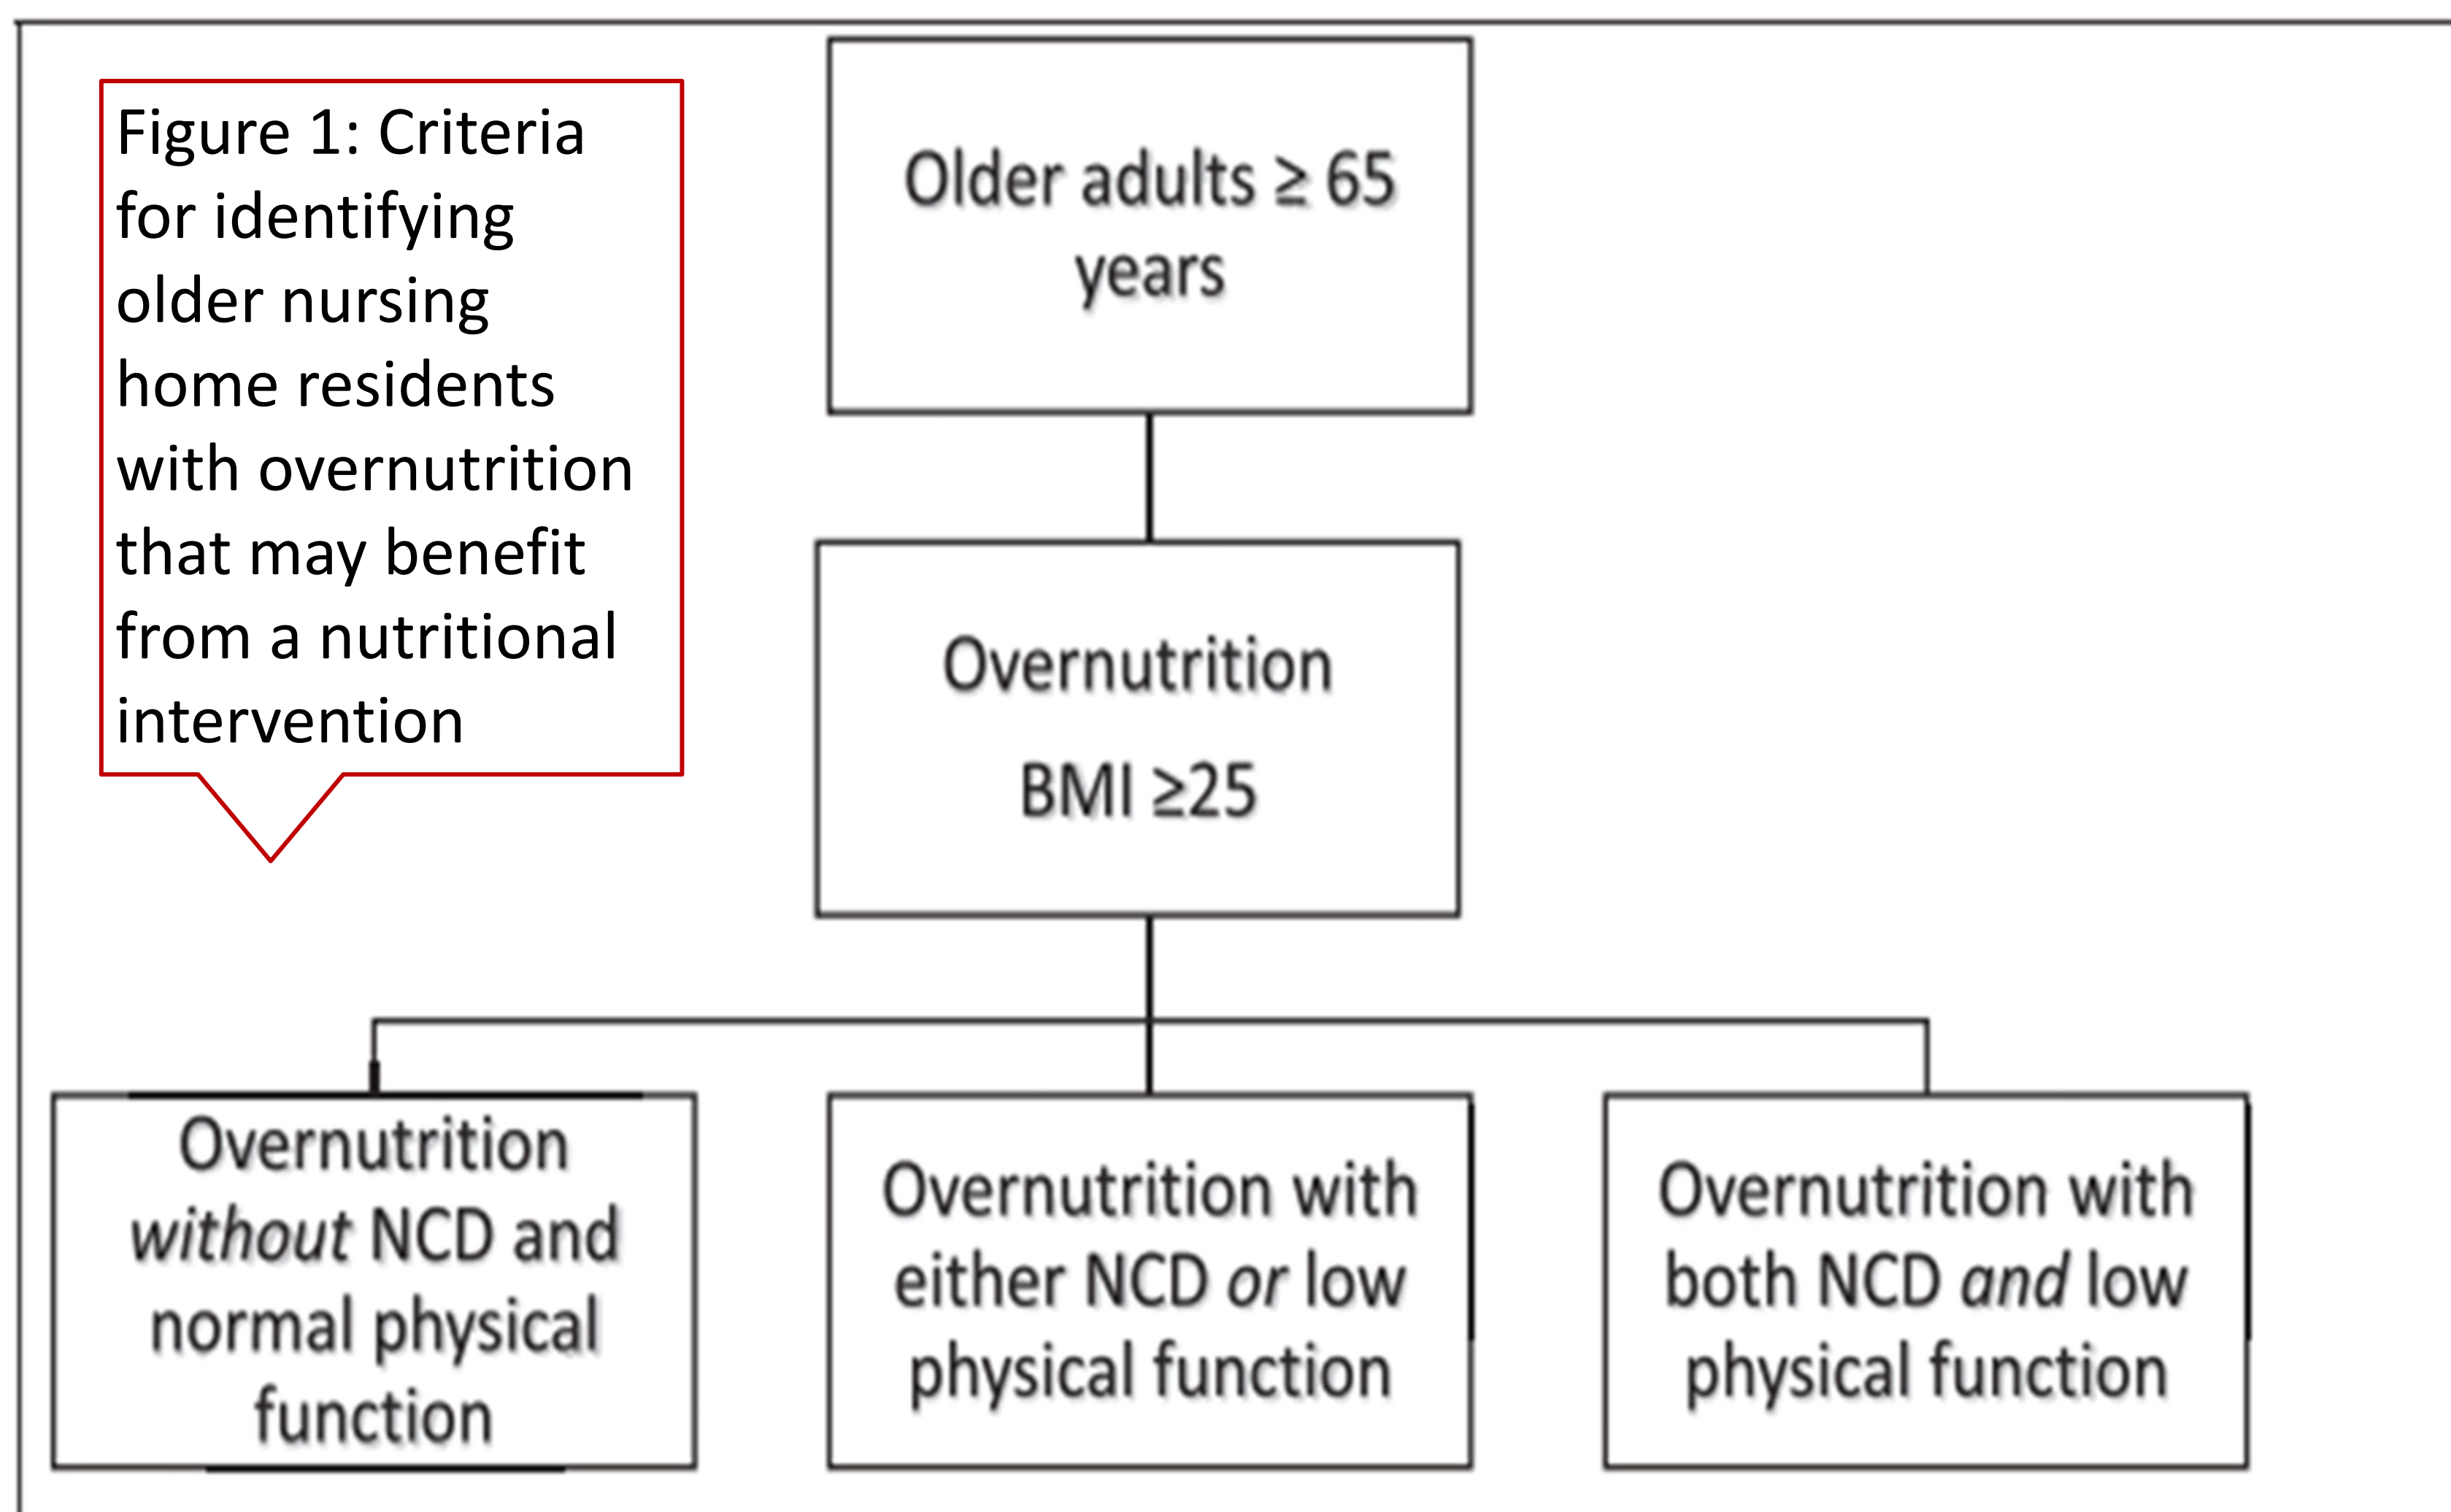 Figure 1: Criteria
for identifying
older nursing
home residents
with overnutrition
that may benefit
from a nutritional
intervention
Older adults ≥ 65
years
Overnutrition
BMI ≥25
Overnutrition
without NCD and
normal physical
function
Overnutrition with
either NCD or low
physical function
Overnutrition with
both NCD and low
physical function